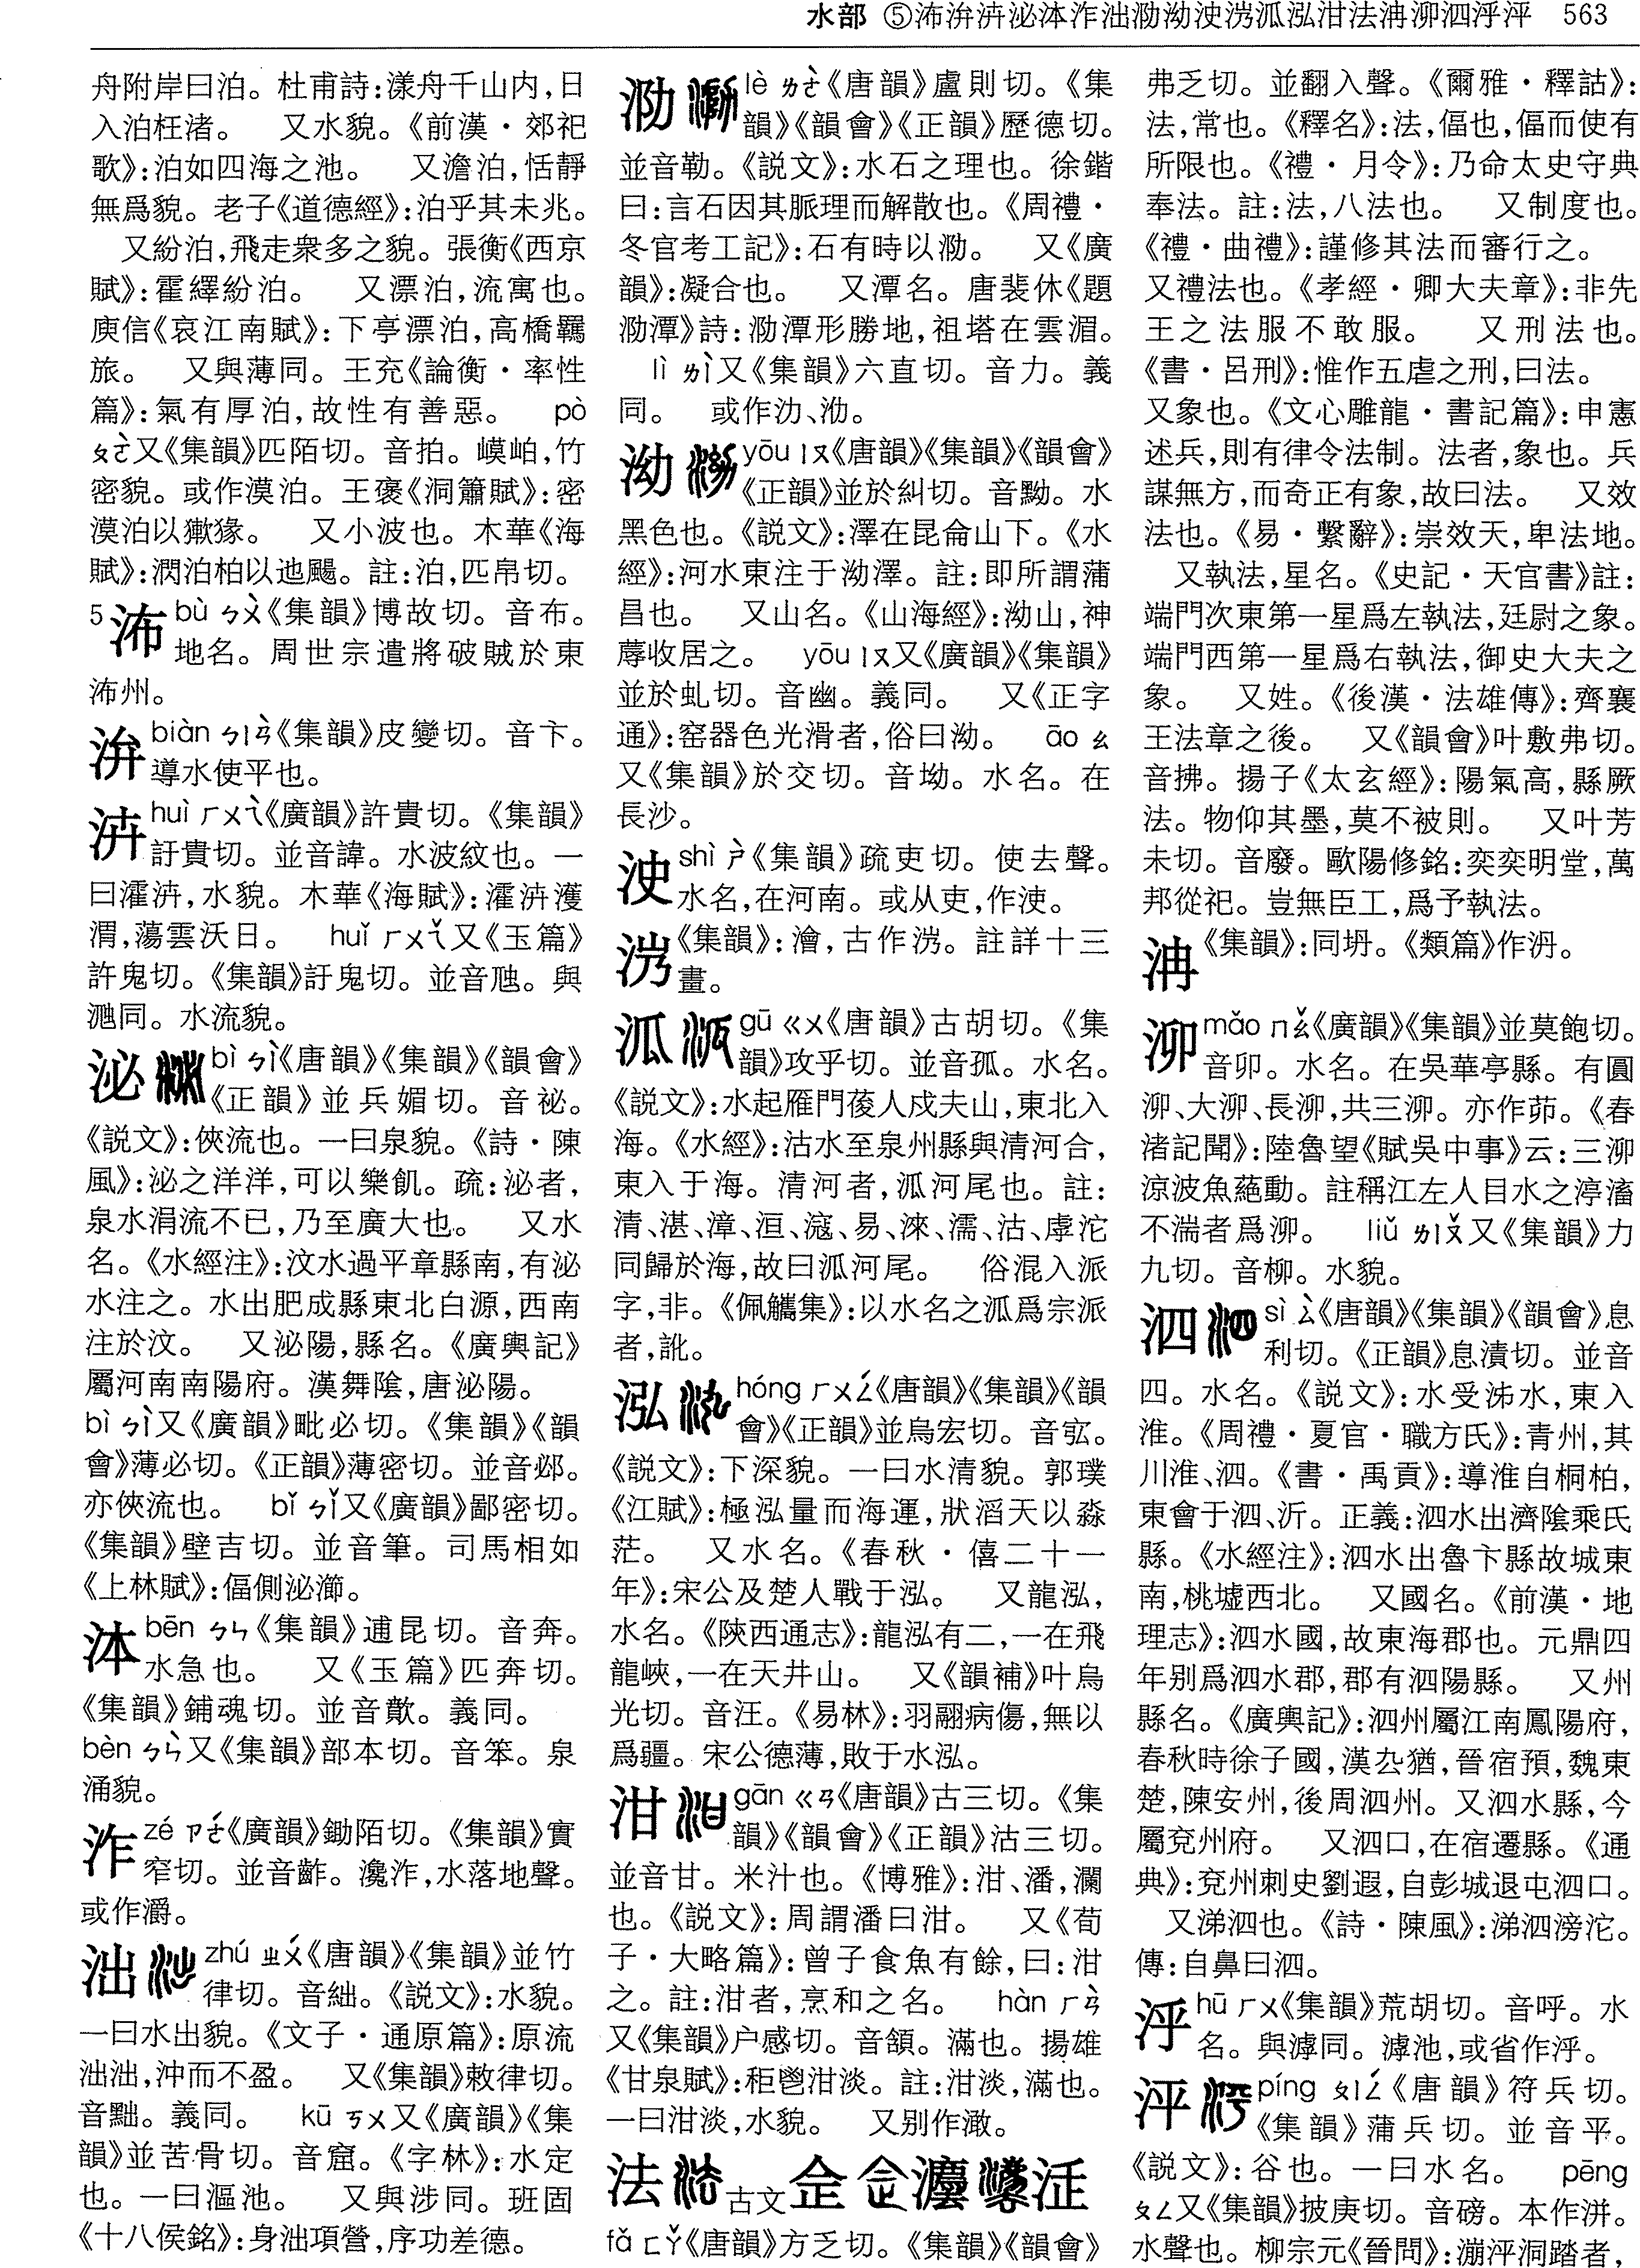 水部 ⑤泲洴泋泌泍泎泏泐泑泱㳡泒泓泔法泹泖泗泘泙 563
舟附岸曰泊。杜甫詩:漾舟千山内,日
入泊枉渚。 又水貌。《前漢·郊祀
歌》:泊如四海之池。 又澹泊,恬靜
無爲貌。老子《道德經》:泊乎其未兆。
又紛泊,飛走衆多之貌。張衡《西京
賦》:霍繹紛泊。 又漂泊,流寓也。
庾信《哀江南賦》:下亭漂泊,高橋羈
旅。 又與薄同。王充《論衡·率性
篇》:氣有厚泊,故性有善惡。 pò
ㄆㄛˋ又《集韻》匹陌切。音拍。㠛岶,竹
密貌。或作漠泊。王褒《洞簫賦》:密
漠泊以獙猭。 又小波也。木華《海
賦》:潤泊柏以迆颺。註:泊,匹帛切。
5 㳍 bù ㄅㄨˋ《集韻》博故切。音布。
地名。周世宗遣將破賊於東
㳍州。
biàn ㄅㄧㄢˋ《集韻》皮變切。音卞。
導水使平也。
泋 huì ㄏㄨㄟˋ《廣韻》許貴切。《集韻》
訏貴切。並音諱。水波紋也。一
曰瀖泋,水貌。木華《海賦》:瀖泋濩
渭,蕩雲沃日。 huǐ ㄏㄨㄟˇ又《玉篇》
許鬼切。《集韻》訏鬼切。並音虺。與
同。水流貌。
泌 bì ㄅㄧˋ《唐韻》《集韻》《韻會》
《正韻》並兵媚切。音祕。
《説文》:俠流也。一曰泉貌。《詩·陳
風》:泌之洋洋,可以樂飢。疏:泌者,
泉水涓流不已,乃至廣大也。 又水
名。《水經注》:汶水過平章縣南,有泌
水注之。水出肥成縣東北白源,西南
注於汶。 又泌陽,縣名。《廣輿記》
屬河南南陽府。漢舞陰,唐泌陽。
bì ㄅㄧˋ又《廣韻》毗必切。《集韻》《韻
會》薄必切。《正韻》薄密切。並音邲。
亦俠流也。 bǐ ㄅㄧˇ又《廣韻》鄙密切。
《集韻》壁吉切。並音筆。司馬相如
《上林賦》:偪側泌瀄。
泍 bēn ㄅㄣ《集韻》逋昆切。音奔。
水急也。 又《玉篇》匹奔切。
《集韻》鋪魂切。並音歕。義同。
bèn ㄅㄣˋ又《集韻》部本切。音笨。泉
涌貌。
泎 zé ㄗㄜˊ《廣韻》鋤陌切。《集韻》實
窄切。並音齚。瀺泎,水落地聲。
或作灂。
泏 zhú ㄓㄨˊ《唐韻》《集韻》並竹
律切。音絀。《説文》:水貌。
一曰水出貌。《文子·通原篇》:原流
泏泏,沖而不盈。 又《集韻》敕律切。
音黜。義同。 kū ㄎㄨ又《廣韻》《集
韻》並苦骨切。音窟。《字林》:水定
也。一曰漚池。 又與涉同。班固
《十八侯銘》:身泏項營,序功差德。
泐 lè ㄌㄜˋ《唐韻》盧則切。《集
韻》《韻會》《正韻》歷德切。
並音勒。《説文》:水石之理也。徐鍇
曰:言石因其脈理而解散也。《周禮·
冬官考工記》:石有時以泐。 又《廣
韻》:凝合也。 又潭名。唐裴休《題
泐潭》詩:泐潭形勝地,祖塔在雲湄。
lì ㄌㄧˋ又《集韻》六直切。音力。義
同。 或作氻、。
泑 yōu ㄧㄡ《唐韻》《集韻》《韻會》
《正韻》並於糾切。音黝。水
黑色也。《説文》:澤在昆侖山下。《水
經》:河水東注于泑澤。註:即所謂蒲
昌也。 又山名。《山海經》:泑山,神
蓐收居之。 yōu ㄧㄡ又《廣韻》《集韻》
並於虬切。音幽。義同。 又《正字
通》:窑器色光滑者,俗曰泑。 āo ㄠ
又《集韻》於交切。音坳。水名。在
長沙。
shì ㄕˋ《集韻》疏吏切。使去聲。
水名,在河南。或从吏,作浭。
《集韻》:澮,古作。註詳十三
畫。
泒 gū ㄍㄨ《唐韻》古胡切。《集
韻》攻乎切。並音孤。水名。
《説文》:水起雁門葰人戍夫山,東北入
海。《水經》:沽水至泉州縣與清河合,
東入于海。清河者,泒河尾也。註:
清、湛、漳、洹、滱、易、淶、濡、沽、虖沱
同歸於海,故曰泒河尾。 俗混入派
字,非。《佩觿集》:以水名之泒爲宗派
者,訛。
泓 hóng ㄏㄨㄥˊ《唐韻》《集韻》《韻
會》《正韻》並烏宏切。音宖。
《説文》:下深貌。一曰水清貌。郭璞
《江賦》:極泓量而海運,狀滔天以淼
茫。 又水名。《春秋·僖二十一
年》:宋公及楚人戰于泓。 又龍泓,
水名。《陝西通志》:龍泓有二,一在飛
龍峽,一在天井山。 又《韻補》叶烏
光切。音汪。《易林》:羽翮病傷,無以
爲疆。宋公德薄,敗于水泓。
泔 gān ㄍㄢ《唐韻》古三切。《集
韻》《韻會》《正韻》沽三切。
並音甘。米汁也。《博雅》:泔、潘,瀾
也。《説文》:周謂潘曰泔。 又《荀
子·大略篇》:曾子食魚有餘,曰:泔
之。註:泔者,烹和之名。 hàn ㄏㄢˋ
又《集韻》户感切。音頷。滿也。揚雄
《甘泉賦》:秬鬯泔淡。註:泔淡,滿也。
一曰泔淡,水貌。 又别作澉。
法 古文 灋
fǎ ㄈㄚˇ《唐韻》方乏切。《集韻》《韻會》
弗乏切。並翻入聲。《爾雅·釋詁》:
法,常也。《釋名》:法,偪也,偪而使有
所限也。《禮·月令》:乃命太史守典
奉法。註:法,八法也。 又制度也。
《禮·曲禮》:謹修其法而審行之。
又禮法也。《孝經·卿大夫章》:非先
王之法服不敢服。 又刑法也。
《書·呂刑》:惟作五虐之刑,曰法。
又象也。《文心雕龍·書記篇》:申憲
述兵,則有律令法制。法者,象也。兵
謀無方,而奇正有象,故曰法。 又效
法也。《易·繫辭》:崇效天,卑法地。
又執法,星名。《史記·天官書》註:
端門次東第一星爲左執法,廷尉之象。
端門西第一星爲右執法,御史大夫之
象。 又姓。《後漢·法雄傳》:齊襄
王法章之後。 又《韻會》叶敷弗切。
音拂。揚子《太玄經》:陽氣高,縣厥
法。物仰其墨,莫不被則。 又叶芳
未切。音廢。歐陽修銘:奕奕明堂,萬
邦從祀。豈無臣工,爲予執法。
《集韻》:同坍。《類篇》作泀。
泖 mǎo ㄇㄠˇ《廣韻》《集韻》並莫飽切。
音卯。水名。在吳華亭縣。有圓
泖、大泖、長泖,共三泖。亦作茆。《春
渚記聞》:陸魯望《賦吳中事》云:三泖
涼波魚蕝動。註稱江左人目水之渟滀
不湍者爲泖。 liǔ ㄌㄧㄡˇ又《集韻》力
九切。音柳。水貌。
泗 sì ㄙˋ《唐韻》《集韻》《韻會》息
利切。《正韻》息漬切。並音
四。水名。《説文》:水受泲水,東入
淮。《周禮·夏官·職方氏》:青州,其
川淮、泗。《書·禹貢》:導淮自桐柏,
東會于泗、沂。正義:泗水出濟陰乘氏
縣。《水經注》:泗水出魯卞縣故城東
南,桃墟西北。 又國名。《前漢·地
理志》:泗水國,故東海郡也。元鼎四
年别爲泗水郡,郡有泗陽縣。 又州
縣名。《廣輿記》:泗州屬江南鳳陽府,
春秋時徐子國,漢厹猶,晉宿預,魏東
楚,陳安州,後周泗州。又泗水縣,今
屬兗州府。 又泗口,在宿遷縣。《通
典》:兗州刺史劉遐,自彭城退屯泗口。
又涕泗也。《詩·陳風》:涕泗滂沱。
傳:自鼻曰泗。
泘 hū ㄏㄨ《集韻》荒胡切。音呼。水
名。與滹同。滹池,或省作泘。
泙 píng ㄆㄧㄥˊ《唐韻》符兵切。
《集韻》蒲兵切。並音平。
《説文》:谷也。一曰水名。 pēng
ㄆㄥ又《集韻》披庚切。音磅。本作洴。
水聲也。柳宗元《晉問》:漰泙洞踏者,